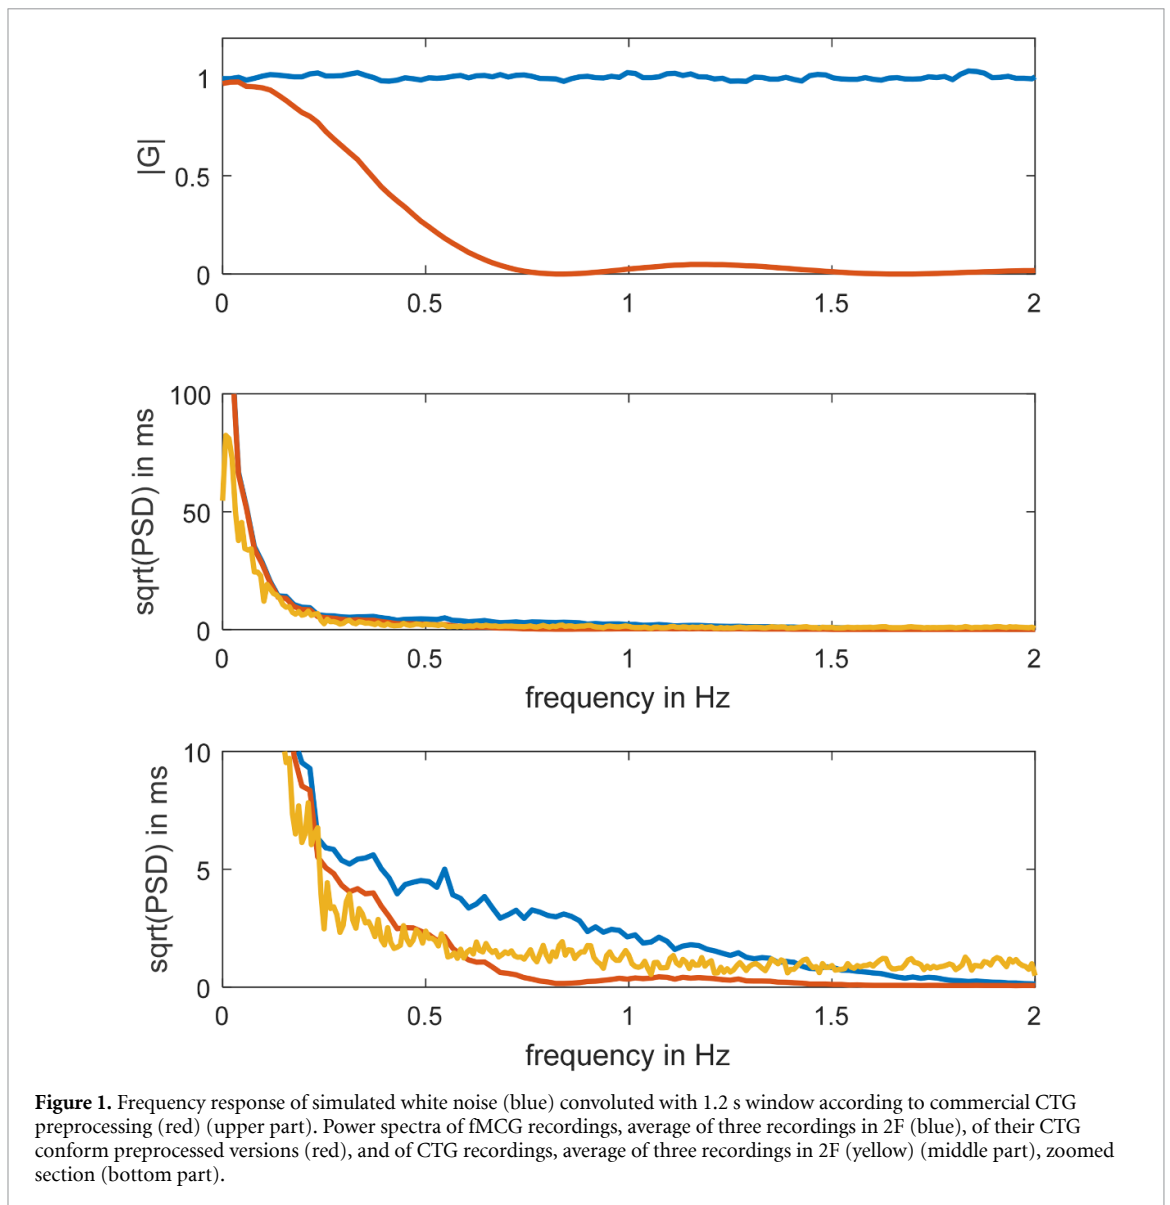 |G|
1
0.5
0
0 0.5 1 1.5 2
sqrt(PSD) in ms
100
50
0
0 0.5 1 1.5 2
frequency in Hz
sqrt(PSD) in ms
10
5
0
0 0.5 1 1.5 2
frequency in Hz
Figure 1. Frequency response of simulated white noise (blue) convoluted with 1.2 s window according to commercial CTG
preprocessing (red) (upper part). Power spectra of fMCG recordings, average of three recordings in 2F (blue), of their CTG
conform preprocessed versions (red), and of CTG recordings, average of three recordings in 2F (yellow) (middle part), zoomed
section (bottom part).